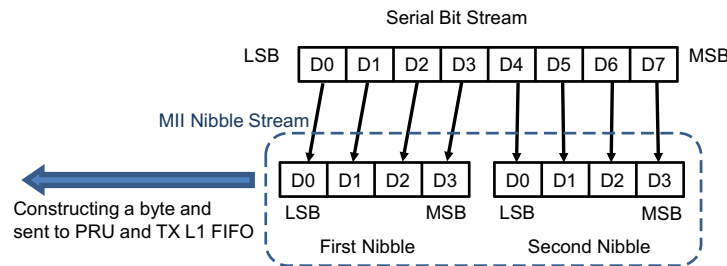 Serial Bit Stream
LSB
D0 D1 D2 D3 D4 D5 D6 D7
MSB
MII Nibble Stream
D0 D1 D2 D3
D0 D1 D2 D3
LSB MSB
LSB MSB
First Nibble
Second Nibble
Constructing a byte and
sent to PRU and TX L1 FIFO